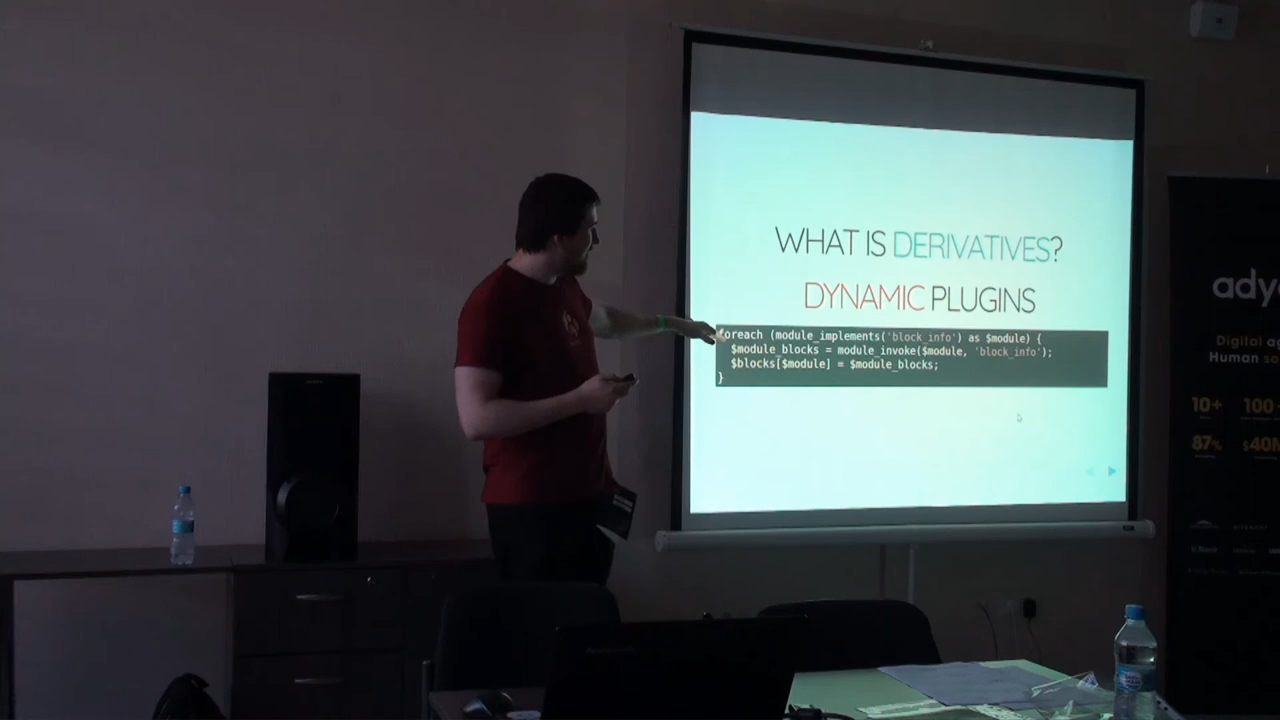 WHAT IS DERIVATIVES?
DYNAMIC PLUGINS
foreach (module_implements('block_info') as $module) {
$module_blocks = module_invoke($module, 'block_info');
$blocks[$module] = $module_blocks;
}
ady
Digital
Human
10+
100
87%
$40M